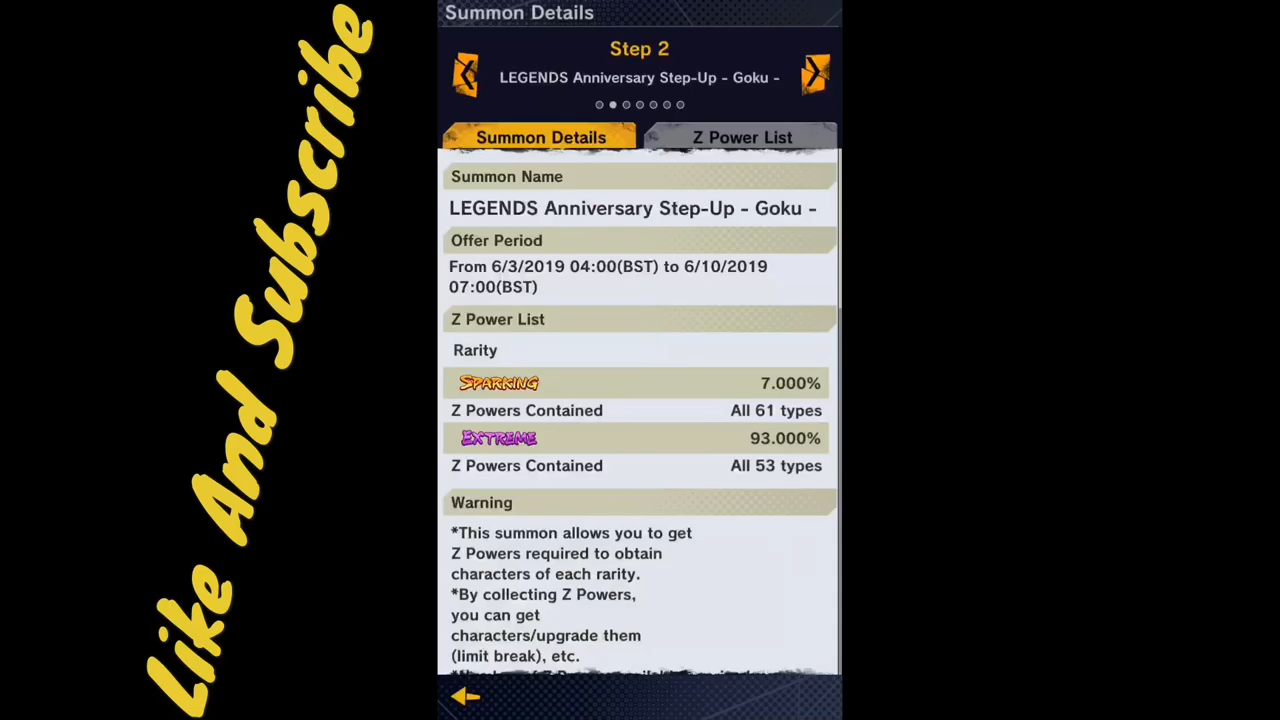 Like And Subscribe
Summon Details
Step 2
LEGENDS Anniversary Step-Up - Goku -
Summon Details
Z Power List
Summon Name
LEGENDS Anniversary Step-Up - Goku -
Offer Period
From 6/3/2019 04:00(BST) to 6/10/2019
07:00(BST)
Z Power List
Rarity
SPARKING 7.000%
Z Powers Contained All 61 types
EXTREME 93.000%
Z Powers Contained All 53 types
Warning
*This summon allows you to get
Z Powers required to obtain
characters of each rarity.
*By collecting Z Powers,
you can get
characters/upgrade them
(limit break), etc.